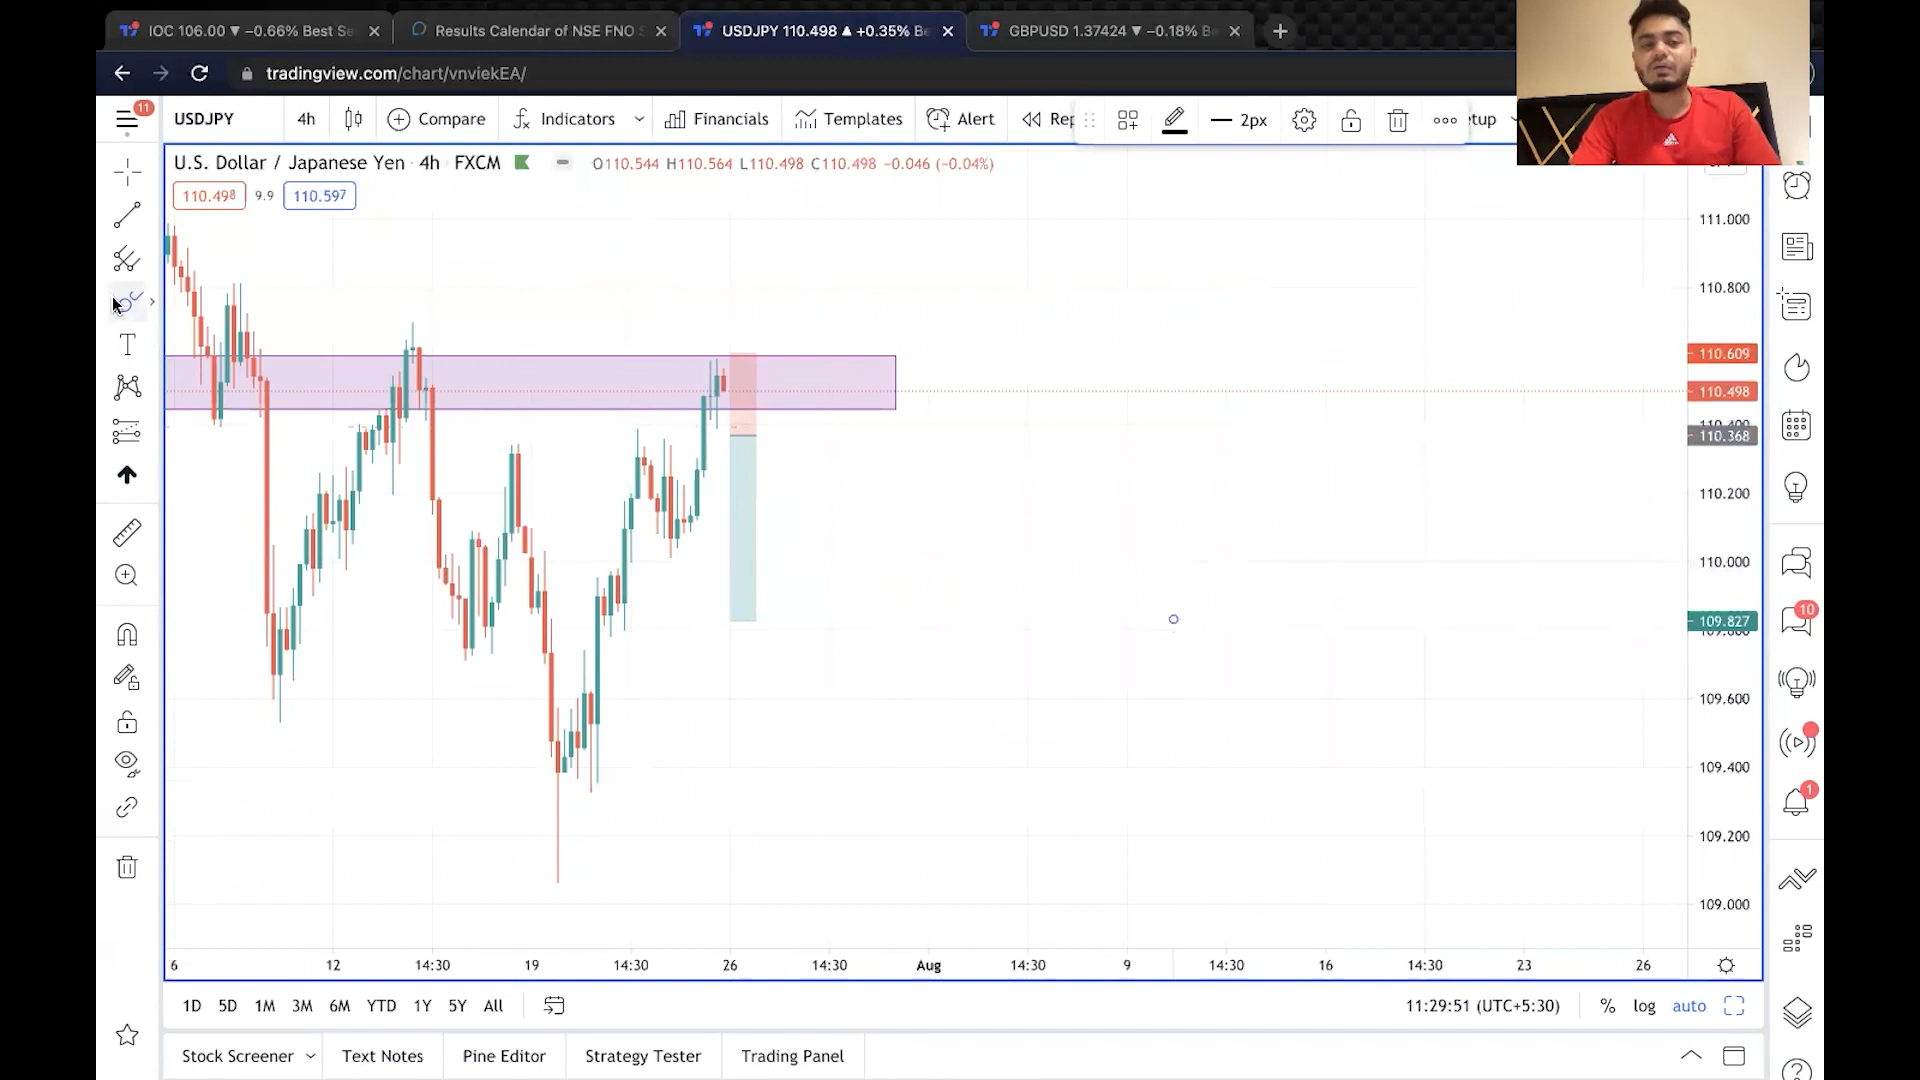 IOC 106.00 ▼ −0.66% Best Se
Results Calendar of NSE FNO S
USDJPY 110.498 ▲ +0.35% Be
GBPUSD 1.37424 ▼ −0.18% B
tradingview.com/chart/vnviekEA/
11
USDJPY
4h
Compare
Indicators
Financials
Templates
Alert
Rep
2px
etup
U.S. Dollar / Japanese Yen · 4h · FXCM
O110.544 H110.564 L110.498 C110.498 −0.046 (−0.04%)
110.498
9.9
110.597
111.000
110.800
110.609
110.498
110.400
110.368
110.200
110.000
109.827
109.800
109.600
109.400
109.200
109.000
10
1
6
12
14:30
19
14:30
26
14:30
Aug
14:30
9
14:30
16
14:30
23
26
1D 5D 1M 3M 6M YTD 1Y 5Y All
11:29:51 (UTC+5:30)
%
log
auto
Stock Screener
Text Notes
Pine Editor
Strategy Tester
Trading Panel